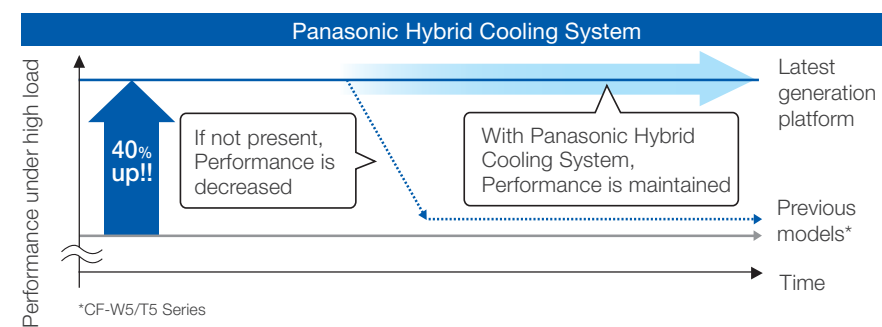 Panasonic Hybrid Cooling System
Performance under high load
40%
up!!
If not present,
Performance is
decreased
With Panasonic Hybrid
Cooling System,
Performance is maintained
Latest
generation
platform
Previous
models*
Time
*CF-W5/T5 Series